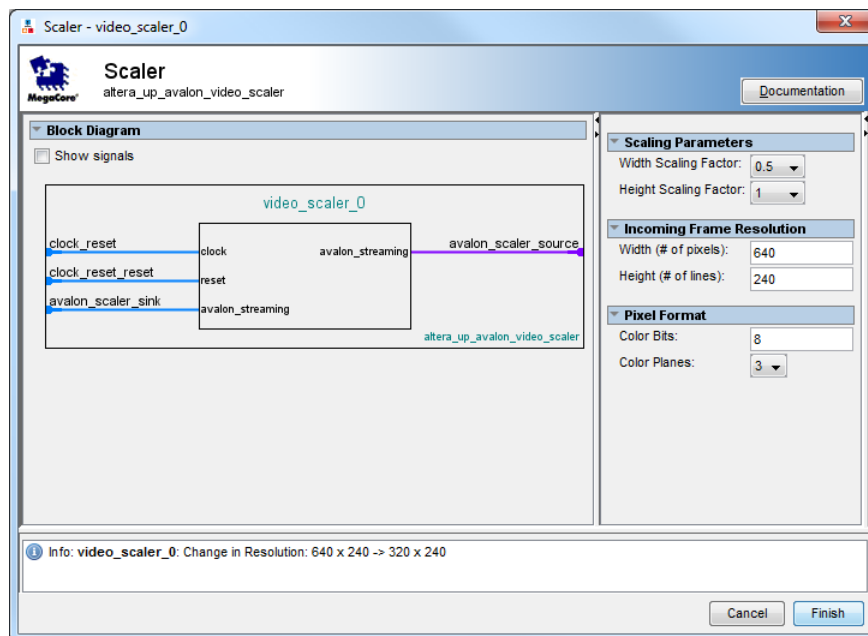 Scaler - video_scaler_0
MegaCore®
Scaler
altera_up_avalon_video_scaler
Documentation
Block Diagram
Show signals
video_scaler_0
clock_reset
clock
avalon_streaming
avalon_scaler_source
clock_reset_reset
reset
avalon_scaler_sink
avalon_streaming
altera_up_avalon_video_scaler
Scaling Parameters
Width Scaling Factor: 0.5
Height Scaling Factor: 1
Incoming Frame Resolution
Width (# of pixels): 640
Height (# of lines): 240
Pixel Format
Color Bits: 8
Color Planes: 3
Info: video_scaler_0: Change in Resolution: 640 x 240 -> 320 x 240
Cancel
Finish